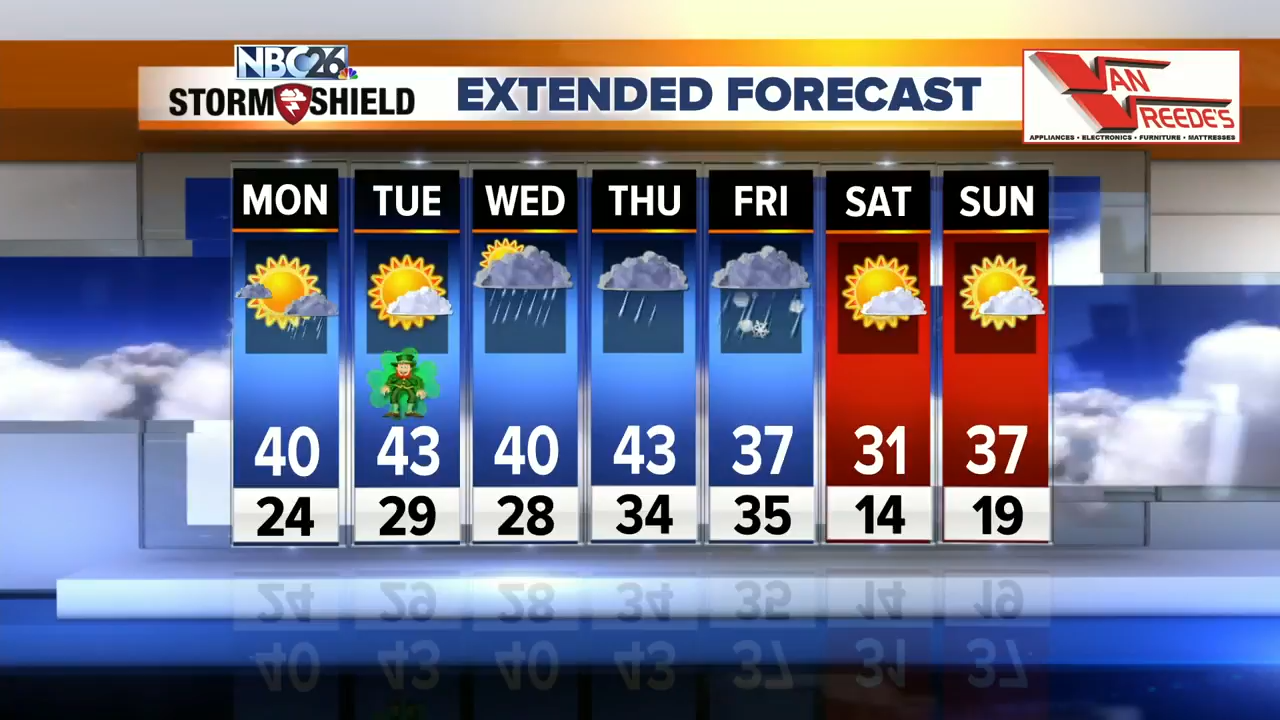 NBC26
STORM SHIELD
EXTENDED FORECAST
VAN
VREEDE'S
APPLIANCES • ELECTRONICS • FURNITURE • MATTRESSES
MON TUE WED THU FRI SAT SUN
40 43 40 43 37 31 37
24 29 28 34 35 14 19